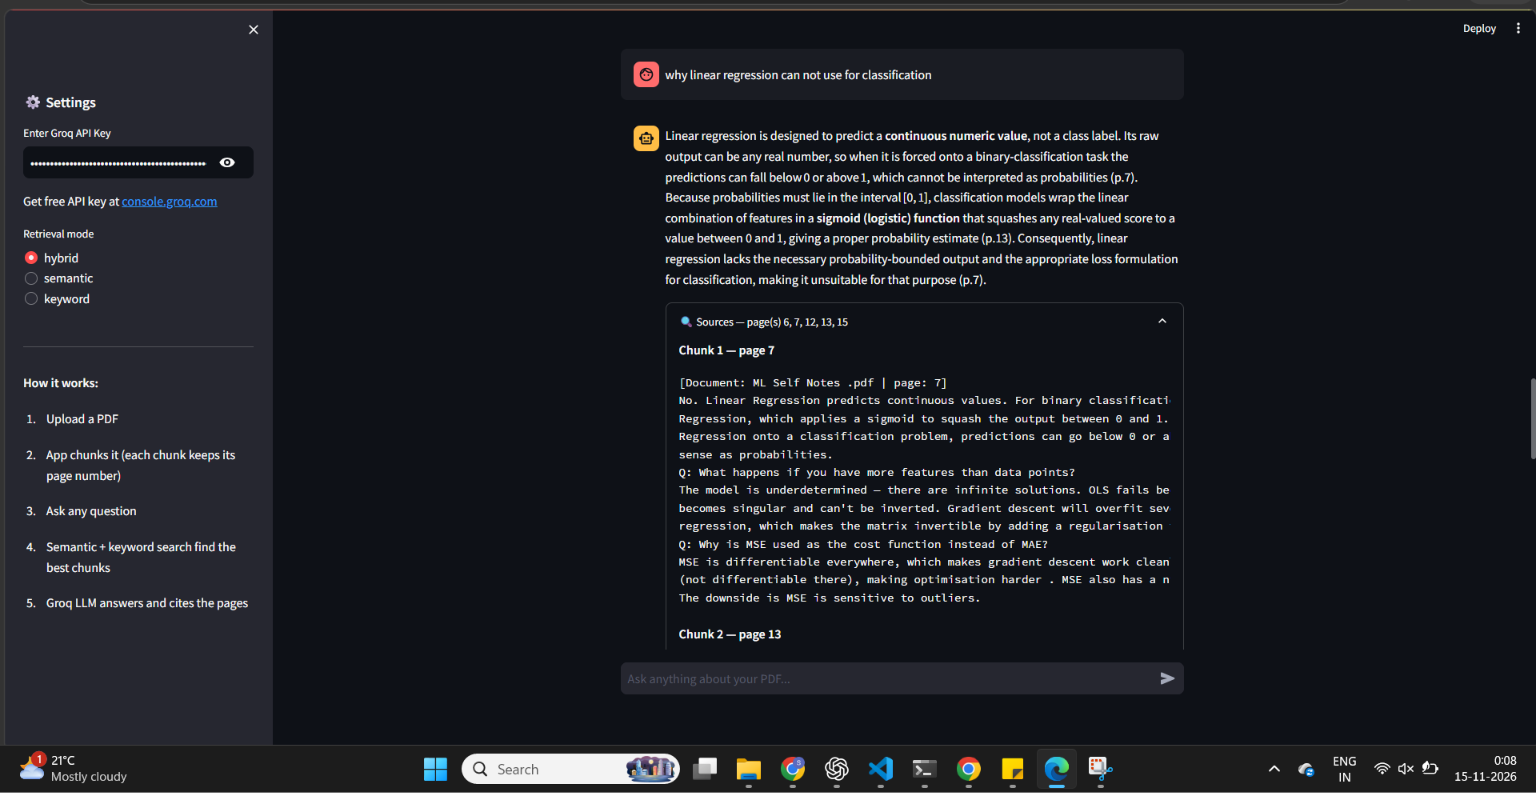 Deploy
Settings
Enter Groq API Key
Get free API key at console.groq.com
Retrieval mode
hybrid
semantic
keyword
How it works:
1. Upload a PDF
2. App chunks it (each chunk keeps its
page number)
3. Ask any question
4. Semantic + keyword search find the
best chunks
5. Groq LLM answers and cites the pages
why linear regression can not use for classification
Linear regression is designed to predict a continuous numeric value, not a class label. Its raw
output can be any real number, so when it is forced onto a binary-classification task the
predictions can fall below 0 or above 1, which cannot be interpreted as probabilities (p.7).
Because probabilities must lie in the interval [0, 1], classification models wrap the linear
combination of features in a sigmoid (logistic) function that squashes any real-valued score to a
value between 0 and 1, giving a proper probability estimate (p.13). Consequently, linear
regression lacks the necessary probability-bounded output and the appropriate loss formulation
for classification, making it unsuitable for that purpose (p.7).
Sources — page(s) 6, 7, 12, 13, 15
Chunk 1 — page 7
[Document: ML Self Notes .pdf | page: 7]
No. Linear Regression predicts continuous values. For binary classificati
Regression, which applies a sigmoid to squash the output between 0 and 1.
Regression onto a classification problem, predictions can go below 0 or a
sense as probabilities.
Q: What happens if you have more features than data points?
The model is underdetermined — there are infinite solutions. OLS fails be
becomes singular and can't be inverted. Gradient descent will overfit sev
regression, which makes the matrix invertible by adding a regularisation
Q: Why is MSE used as the cost function instead of MAE?
MSE is differentiable everywhere, which makes gradient descent work clean
(not differentiable there), making optimisation harder . MSE also has a n
The downside is MSE is sensitive to outliers.
Chunk 2 — page 13
Ask anything about your PDF...
1
21°C
Mostly cloudy
Search
ENG
IN
0:08
15-11-2026